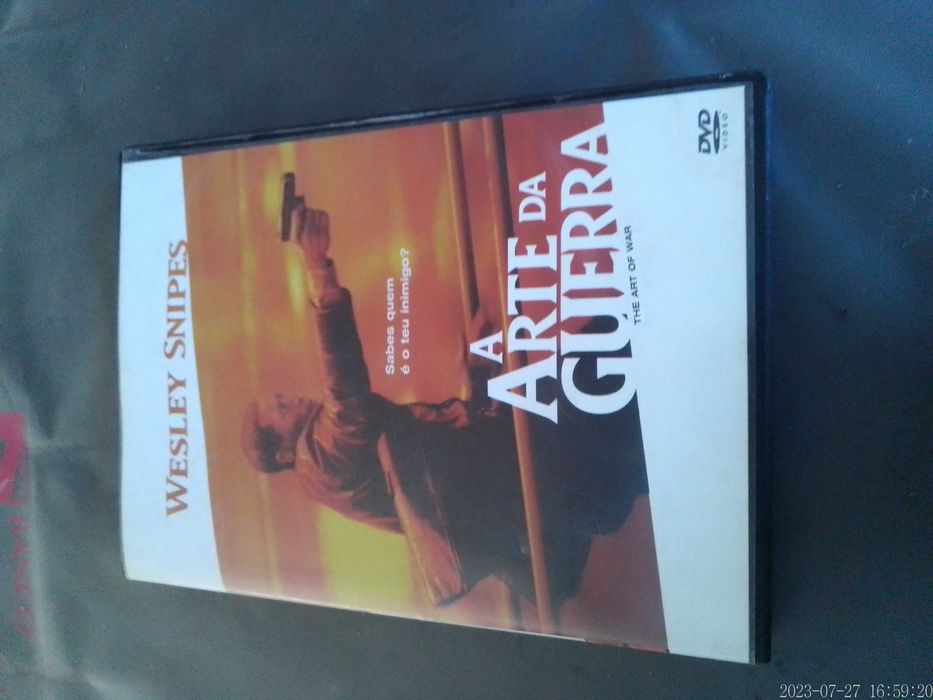 WESLEY SNIPES
Sabes quem
é o teu inimigo?
A
ARTE DA
GUERRA
THE ART OF WAR
DVD
VIDEO
2023-07-27 16:59:20